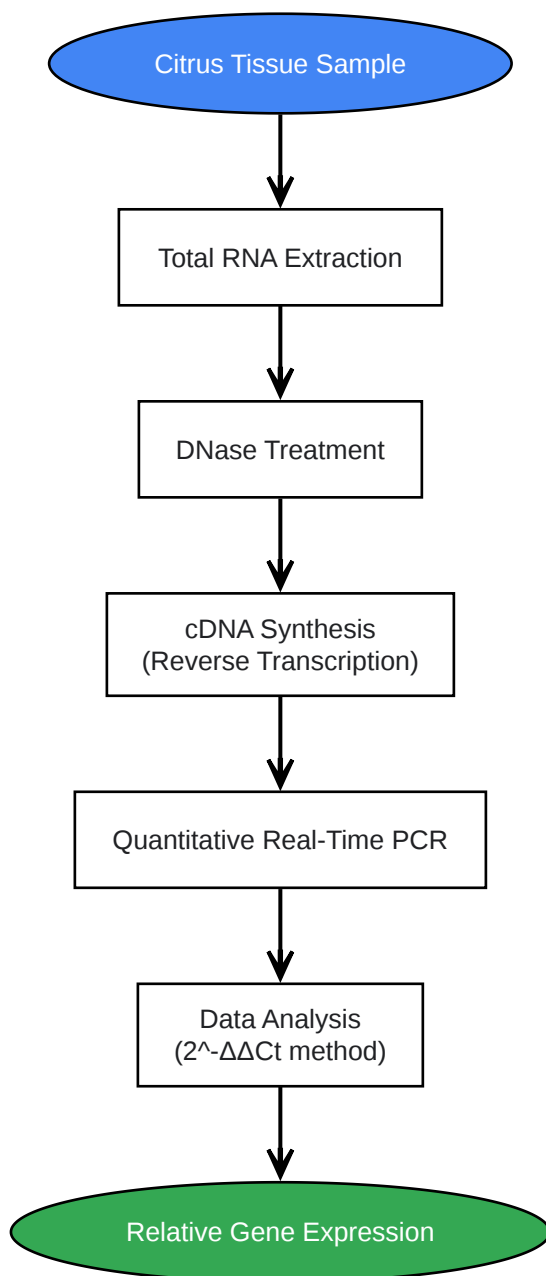 Citrus Tissue Sample
Total RNA Extraction
DNase Treatment
cDNA Synthesis
(Reverse Transcription)
Quantitative Real-Time PCR
Data Analysis
(2^-ΔΔCt method)
Relative Gene Expression